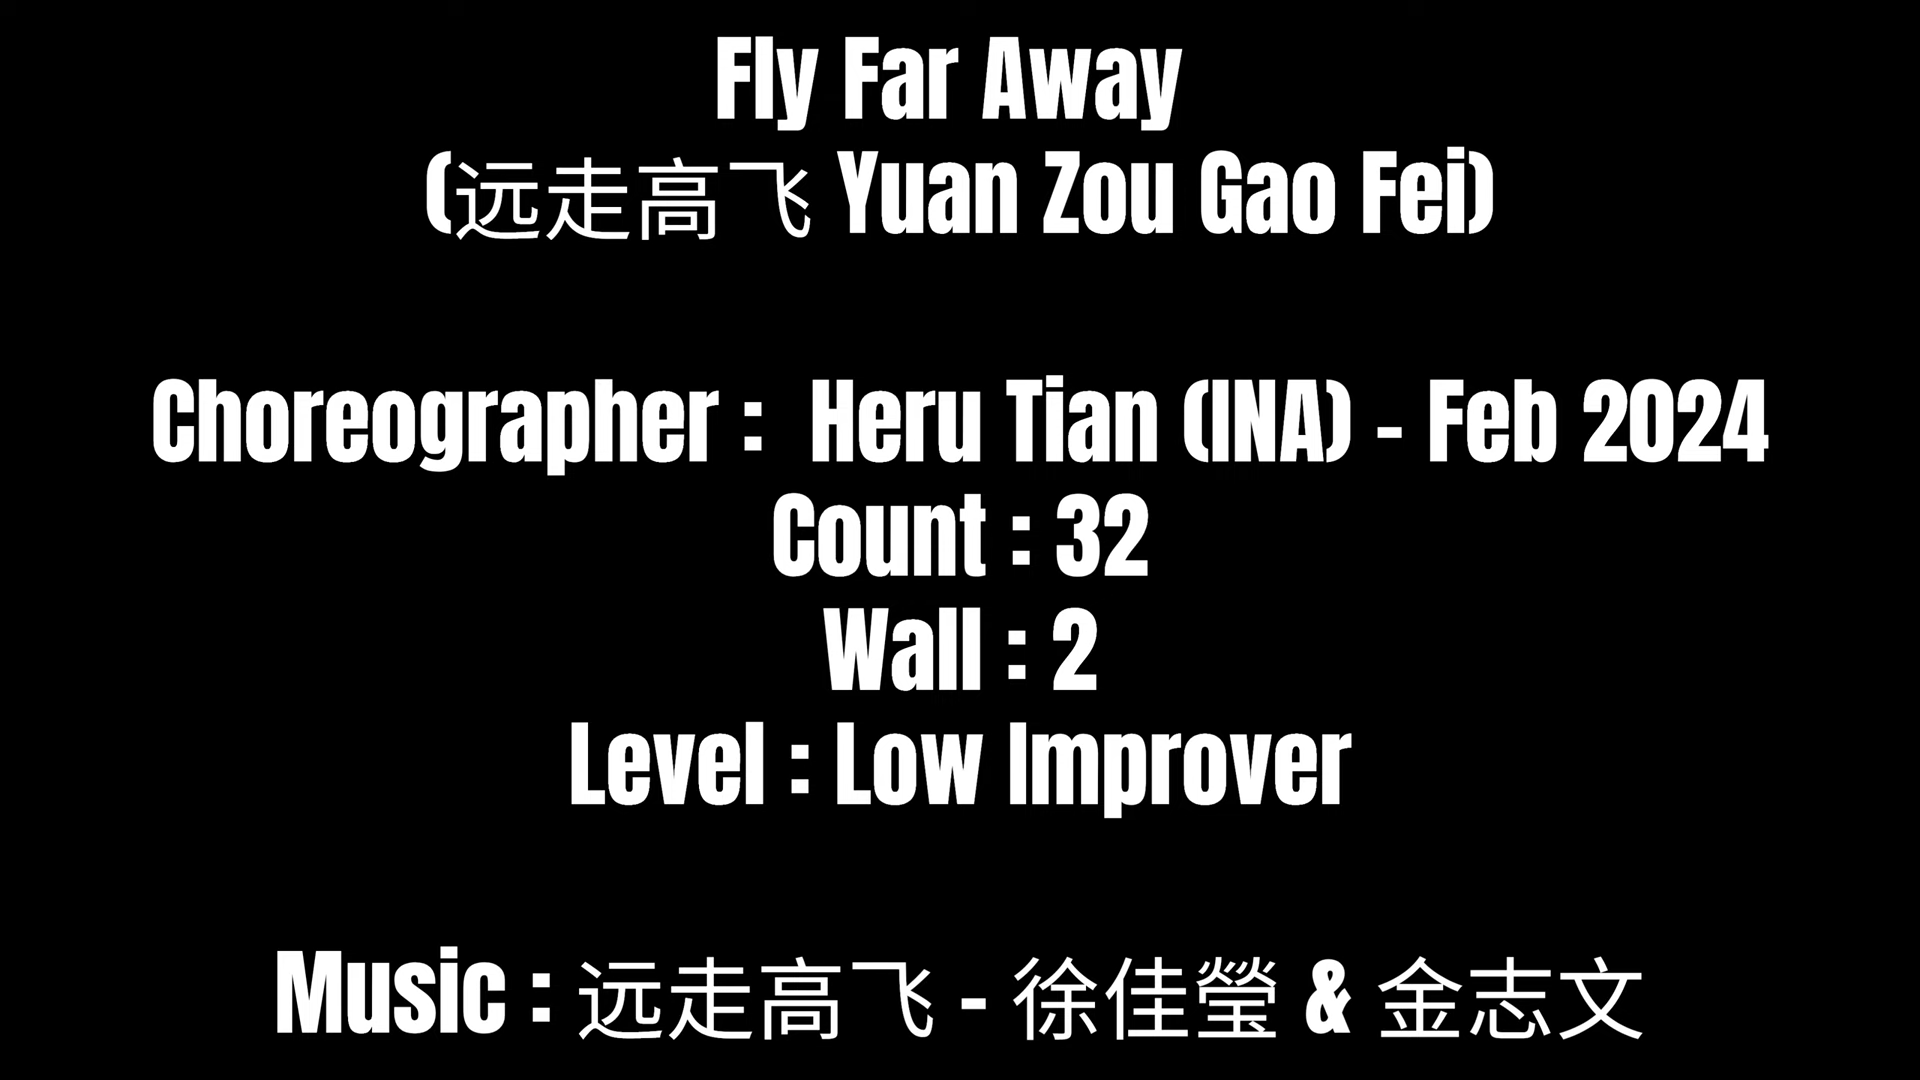 Fly Far Away
(远走高飞 Yuan Zou Gao Fei)
Choreographer : Heru Tian (INA) - Feb 2024
Count : 32
Wall : 2
Level : Low Improver
Music : 远走高飞 - 徐佳瑩 & 金志文